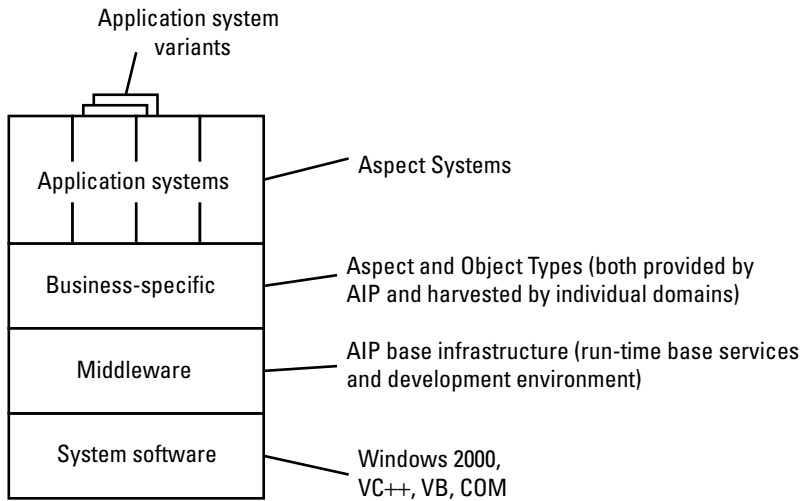 Application system
variants
Application systems
Aspect Systems
Business-specific
Aspect and Object Types (both provided by
AIP and harvested by individual domains)
Middleware
AIP base infrastructure (run-time base services
and development environment)
System software
Windows 2000,
VC++, VB, COM